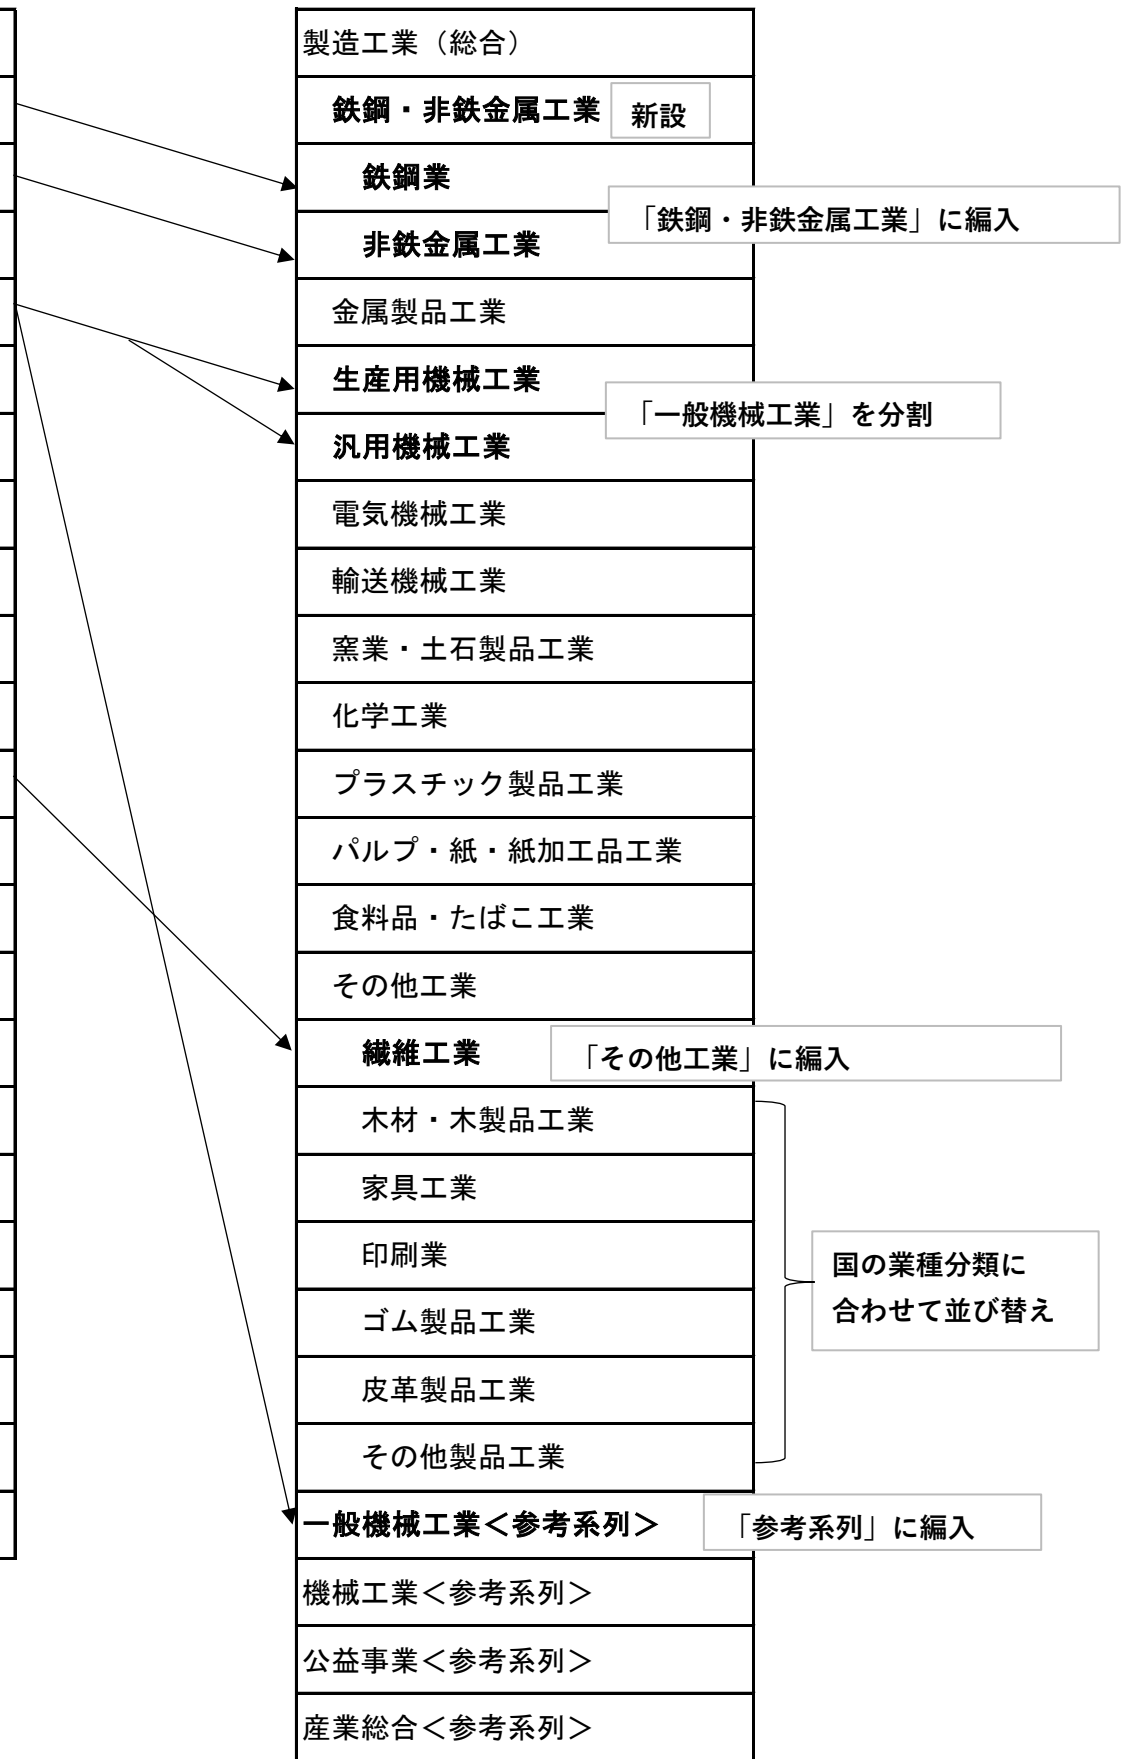 製造工業（総合）
鉄鋼・非鉄金属工業
新設
鉄鋼業
「鉄鋼・非鉄金属工業」に編入
非鉄金属工業
金属製品工業
生産用機械工業
「一般機械工業」を分割
汎用機械工業
電気機械工業
輸送機械工業
窯業・土石製品工業
化学工業
プラスチック製品工業
パルプ・紙・紙加工品工業
食料品・たばこ工業
その他工業
繊維工業
「その他工業」に編入
木材・木製品工業
家具工業
印刷業
ゴム製品工業
皮革製品工業
その他製品工業
国の業種分類に
合わせて並び替え
一般機械工業＜参考系列＞
「参考系列」に編入
機械工業＜参考系列＞
公益事業＜参考系列＞
産業総合＜参考系列＞